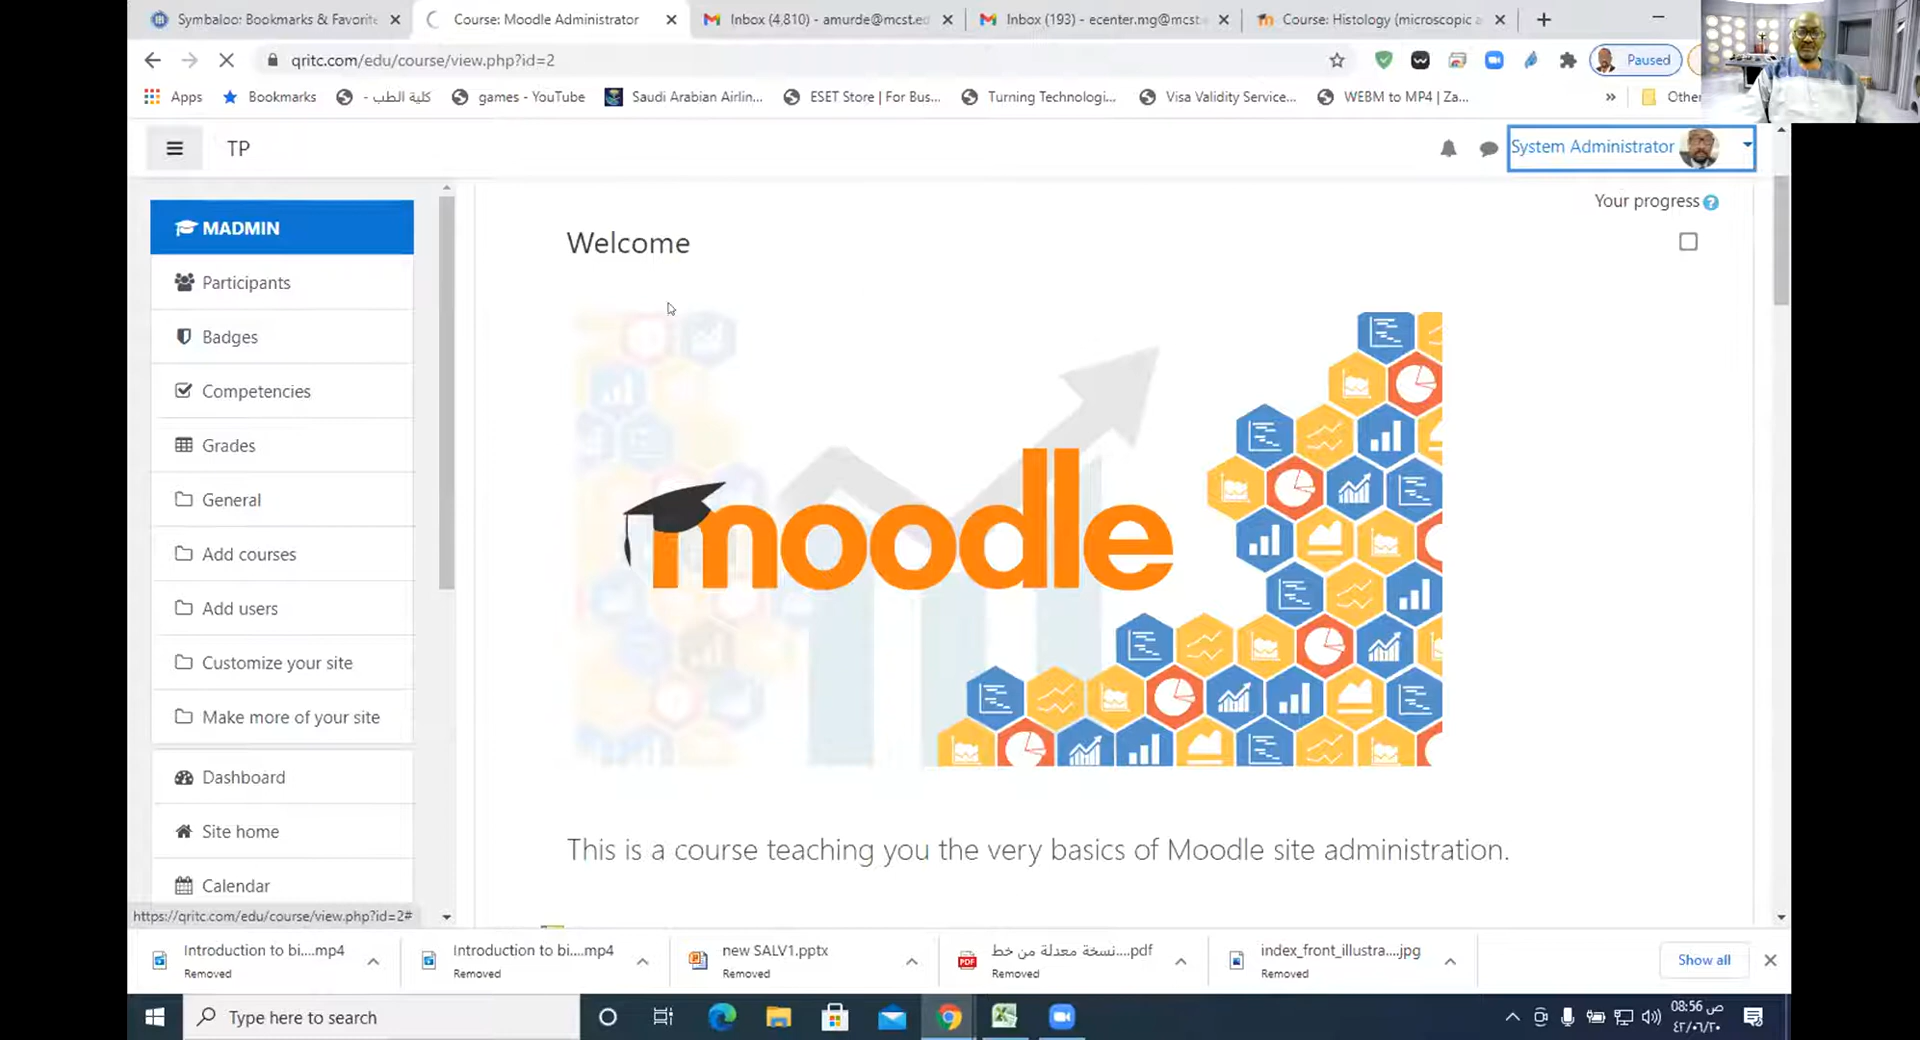 Symbaloo: Bookmarks & Favorite
Course: Moodle Administrator
Inbox (4,810) - amurde@mcst.ed
Inbox (193) - ecenter.mg@mcst.e
Course: Histology (microscopic a
qritc.com/edu/course/view.php?id=2
Paused
Apps
Bookmarks
كلية الطب -
games - YouTube
Saudi Arabian Airlin...
ESET Store | For Bus...
Turning Technologi...
Visa Validity Service...
WEBM to MP4 | Za...
»
Other
TP
System Administrator
MADMIN
Participants
Badges
Competencies
Grades
General
Add courses
Add users
Customize your site
Make more of your site
Dashboard
Site home
Calendar
https://qritc.com/edu/course/view.php?id=2#
Your progress
Welcome
moodle
This is a course teaching you the very basics of Moodle site administration.
Introduction to bi....mp4
Removed
Introduction to bi....mp4
Removed
new SALV1.pptx
Removed
نسخة معدلة من خط....pdf
Removed
index_front_illustra....jpg
Removed
Show all
Type here to search
08:56 ص
٤٢/٠٦/٢٠